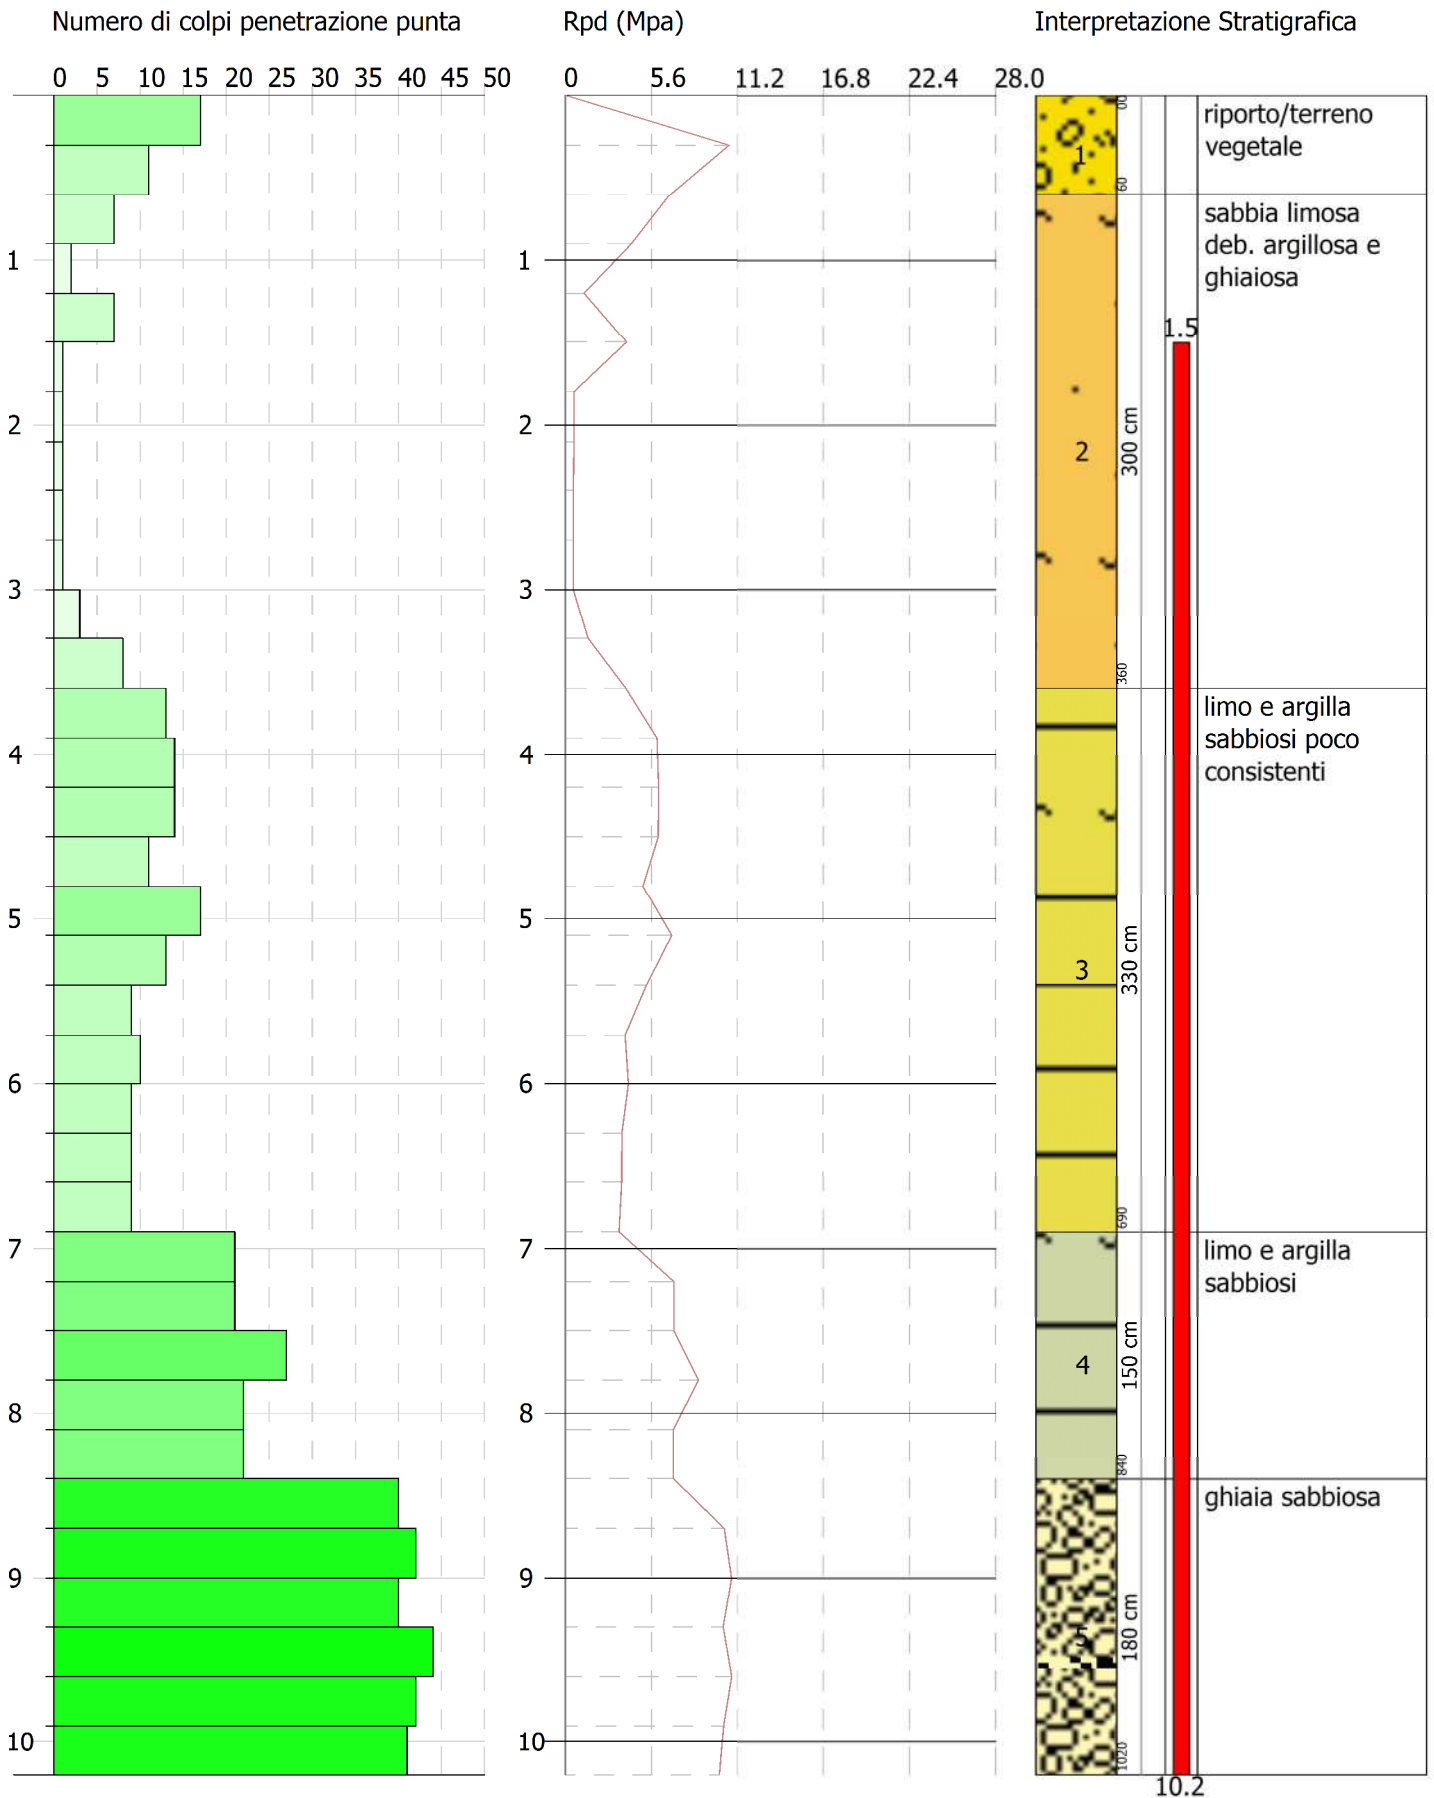 Numero di colpi penetrazione punta
Rpd (Mpa)
Interpretazione Stratigrafica
0 5 10 15 20 25 30 35 40 45 50
0 5.6 11.2 16.8 22.4 28.0
1
2
3
4
5
6
7
8
9
10
1
2
3
4
5
6
7
8
9
10
1
60
riporto/terreno
vegetale
2
300 cm
360
sabbia limosa
deb. argillosa e
ghiaiosa
1.5
3
330 cm
690
limo e argilla
sabbiosi poco
consistenti
4
150 cm
840
limo e argilla
sabbiosi
5
180 cm
1020
ghiaia sabbiosa
10.2